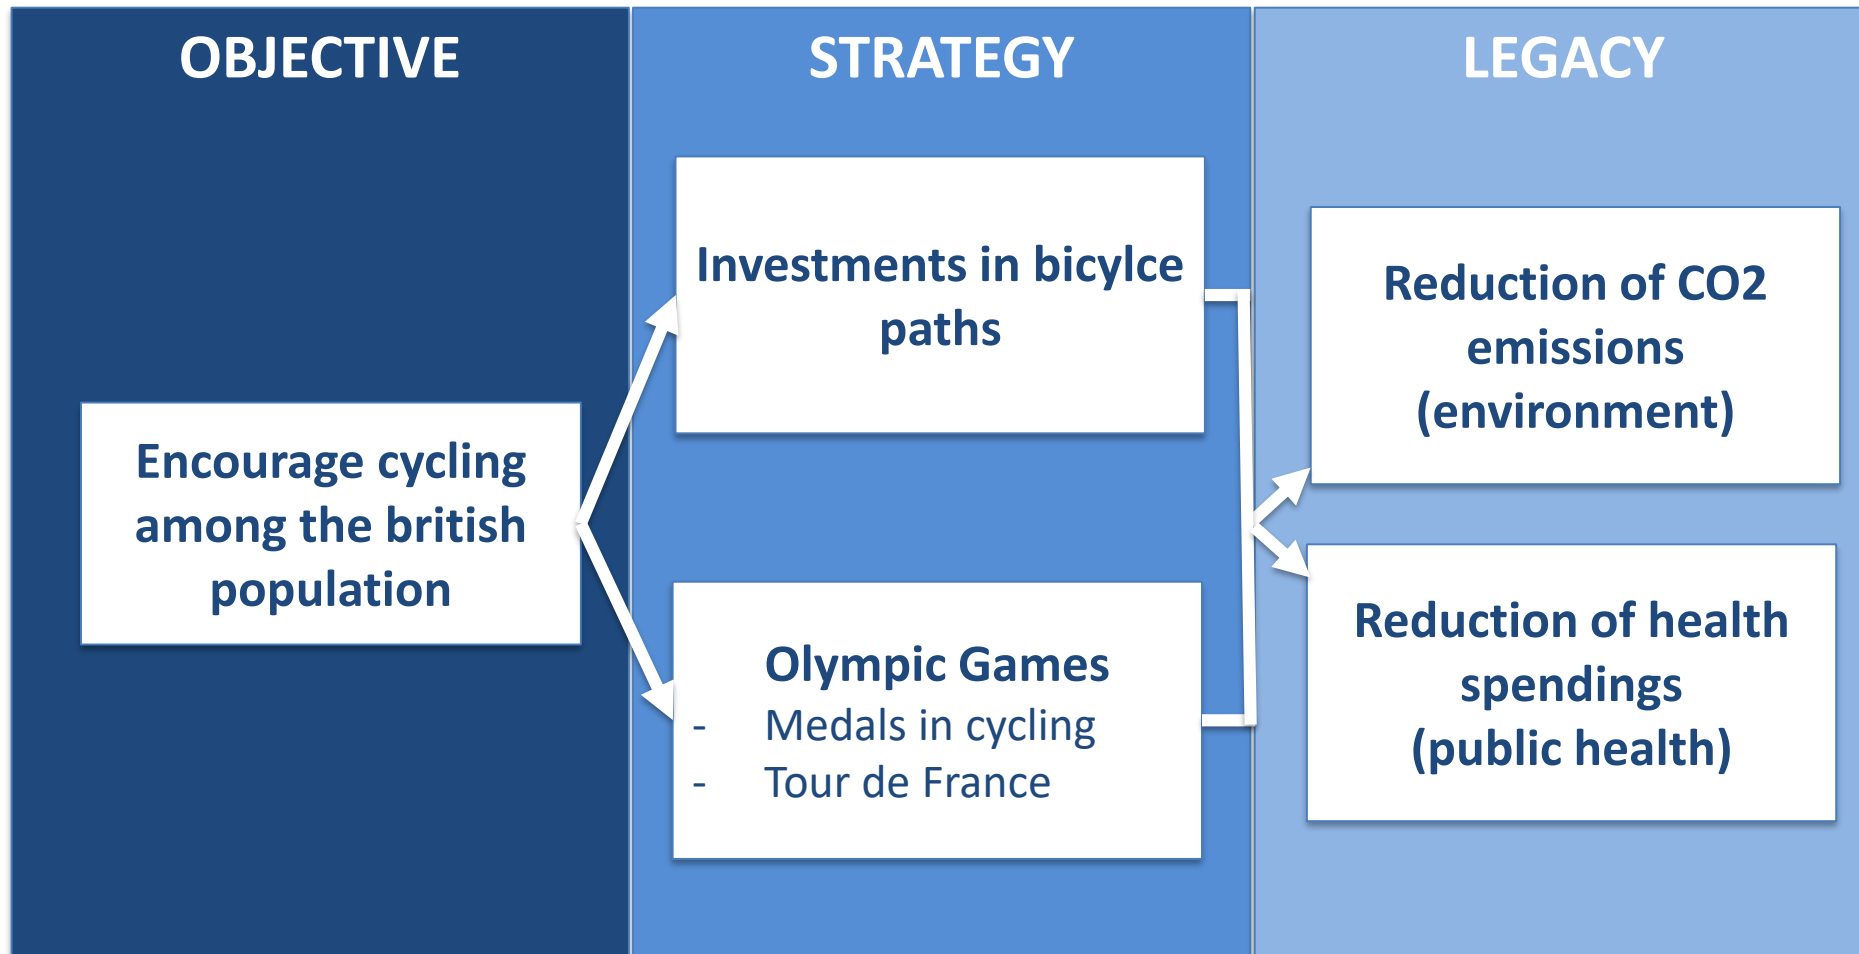 OBJECTIVE
STRATEGY
LEGACY
Encourage cycling
among the british
population
Investments in bicylce
paths
Olympic Games
- Medals in cycling
- Tour de France
Reduction of CO2
emissions
(environment)
Reduction of health
spendings
(public health)